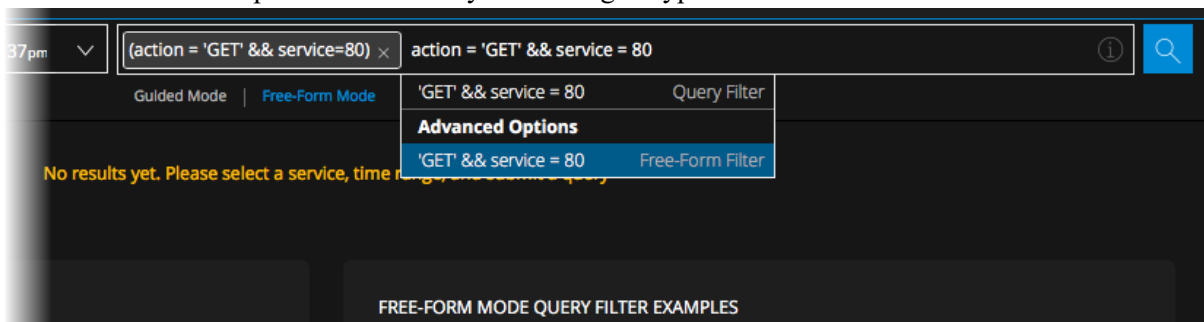 37pm (action = 'GET' && service=80) × action = 'GET' && service = 80
Guided Mode | Free-Form Mode
'GET' && service = 80 Query Filter
Advanced Options
'GET' && service = 80 Free-Form Filter
No results yet. Please select a service, time
FREE-FORM MODE QUERY FILTER EXAMPLES